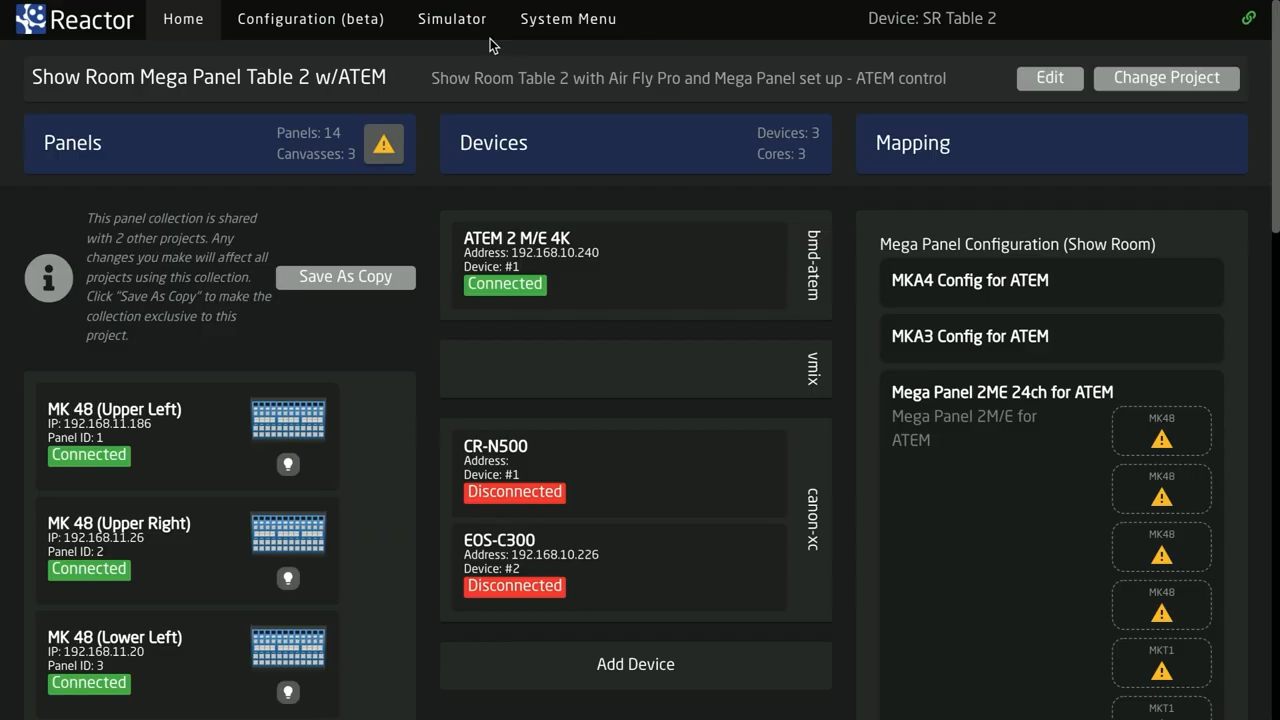 Reactor
Home
Configuration (beta)
Simulator
System Menu
Device: SR Table 2
Show Room Mega Panel Table 2 w/ATEM
Show Room Table 2 with Air Fly Pro and Mega Panel set up - ATEM control
Edit
Change Project
Panels
Panels: 14
Canvasses: 3
Devices
Devices: 3
Cores: 3
Mapping
This panel collection is shared
with 2 other projects. Any
changes you make will affect all
projects using this collection.
Click "Save As Copy" to make the
collection exclusive to this
project.
Save As Copy
MK 48 (Upper Left)
IP: 192.168.11.186
Panel ID: 1
Connected
MK 48 (Upper Right)
IP: 192.168.11.26
Panel ID: 2
Connected
MK 48 (Lower Left)
IP: 192.168.11.20
Panel ID: 3
Connected
ATEM 2 M/E 4K
Address: 192.168.10.240
Device: #1
Connected
bmd-atem
vmix
CR-N500
Address:
Device: #1
Disconnected
EOS-C300
Address: 192.168.10.226
Device: #2
Disconnected
canon-xc
Add Device
Mega Panel Configuration (Show Room)
MKA4 Config for ATEM
MKA3 Config for ATEM
Mega Panel 2ME 24ch for ATEM
Mega Panel 2M/E for
ATEM
MK48
MK48
MK48
MK48
MKT1
MKT1